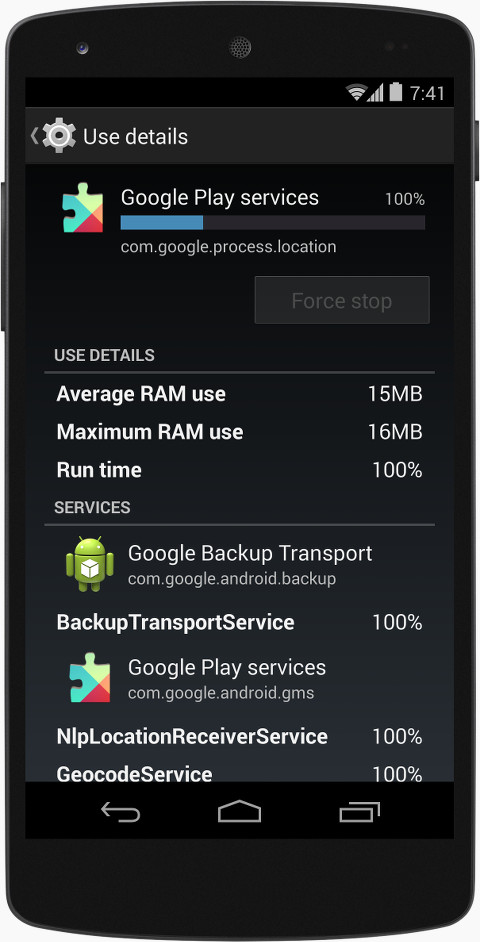 7:41
Use details
Google Play services 100%
com.google.process.location
Force stop
USE DETAILS
Average RAM use 15MB
Maximum RAM use 16MB
Run time 100%
SERVICES
Google Backup Transport
com.google.android.backup
BackupTransportService 100%
Google Play services
com.google.android.gms
NlpLocationReceiverService 100%
GeocodeService 100%